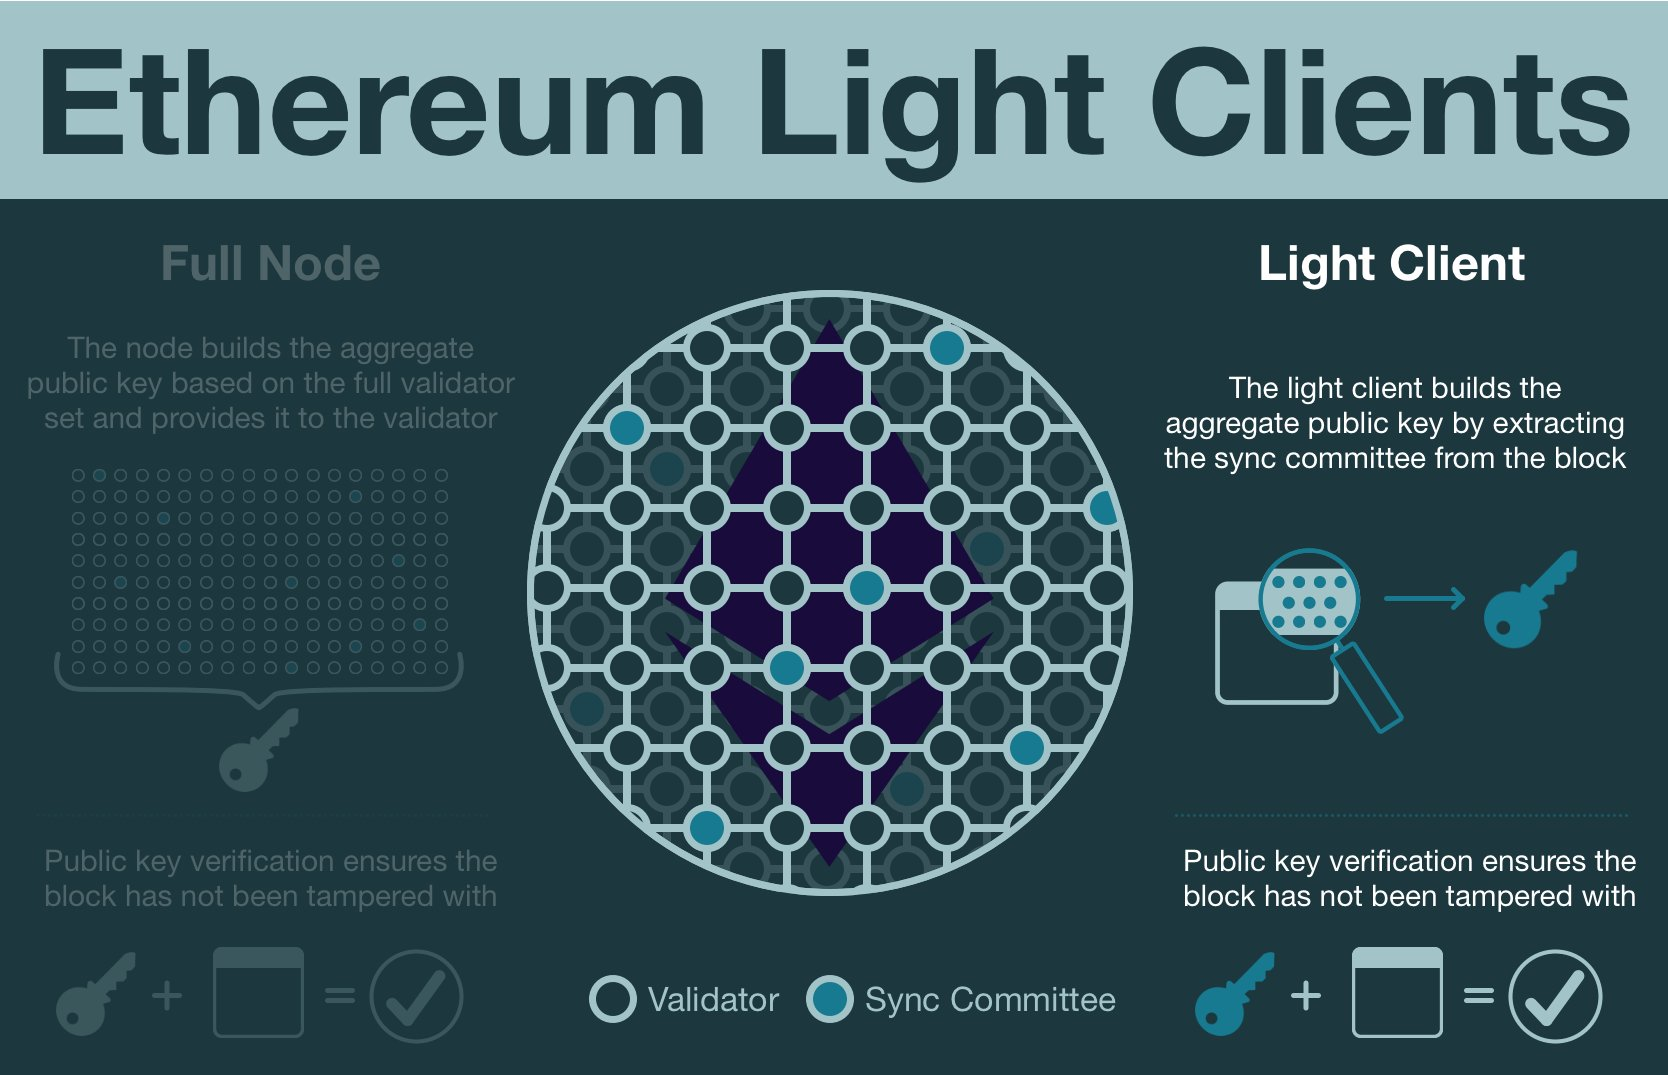 Ethereum Light Clients
Full Node
The node builds the aggregate
public key based on the full validator
set and provides it to the validator
Public key verification ensures the
block has not been tampered with
Validator
Sync Committee
Light Client
The light client builds the
aggregate public key by extracting
the sync committee from the block
Public key verification ensures the
block has not been tampered with